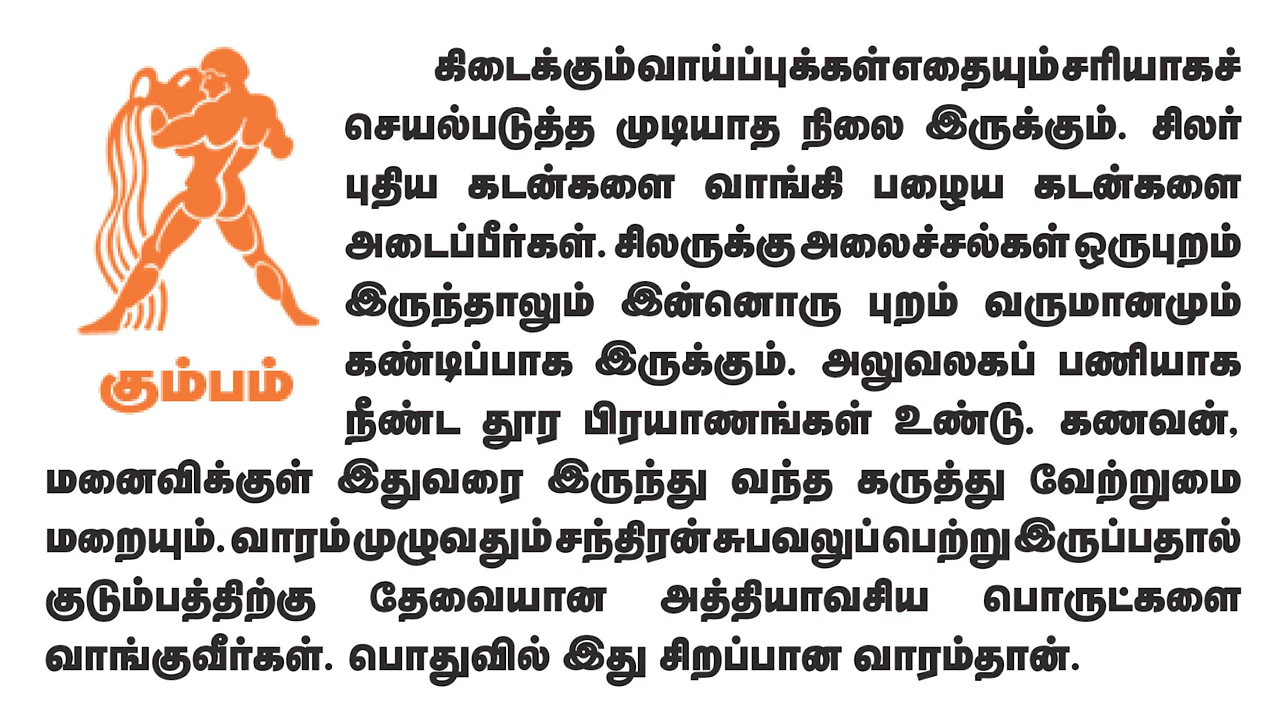 கிடைக்கும் வாய்ப்புக்கள் எதையும் சரியாகச்
செயல்படுத்த முடியாத நிலை இருக்கும். சிலர்
புதிய கடன்களை வாங்கி பழைய கடன்களை
அடைப்பீர்கள். சிலருக்கு அலைச்சல்கள் ஒருபுறம்
இருந்தாலும் இன்னொரு புறம் வருமானமும்
கண்டிப்பாக இருக்கும். அலுவலகப் பணியாக
நீண்ட தூர பிரயாணங்கள் உண்டு. கணவன்,
கும்பம்
மனைவிக்குள் இதுவரை இருந்து வந்த கருத்து வேற்றுமை
மறையும். வாரம் முழுவதும் சந்திரன் சுபவலுப்பெற்று இருப்பதால்
குடும்பத்திற்கு தேவையான அத்தியாவசிய பொருட்களை
வாங்குவீர்கள். பொதுவில் இது சிறப்பான வாரம்தான்.